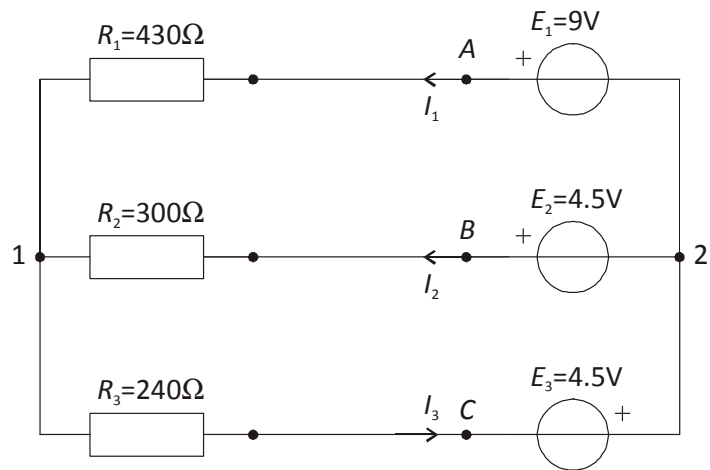 E₁=9V
R₁=430Ω
A
+
I₁
E₂=4.5V
R₂=300Ω
B
+
1
2
I₂
E₃=4.5V
R₃=240Ω
I₃
C
+